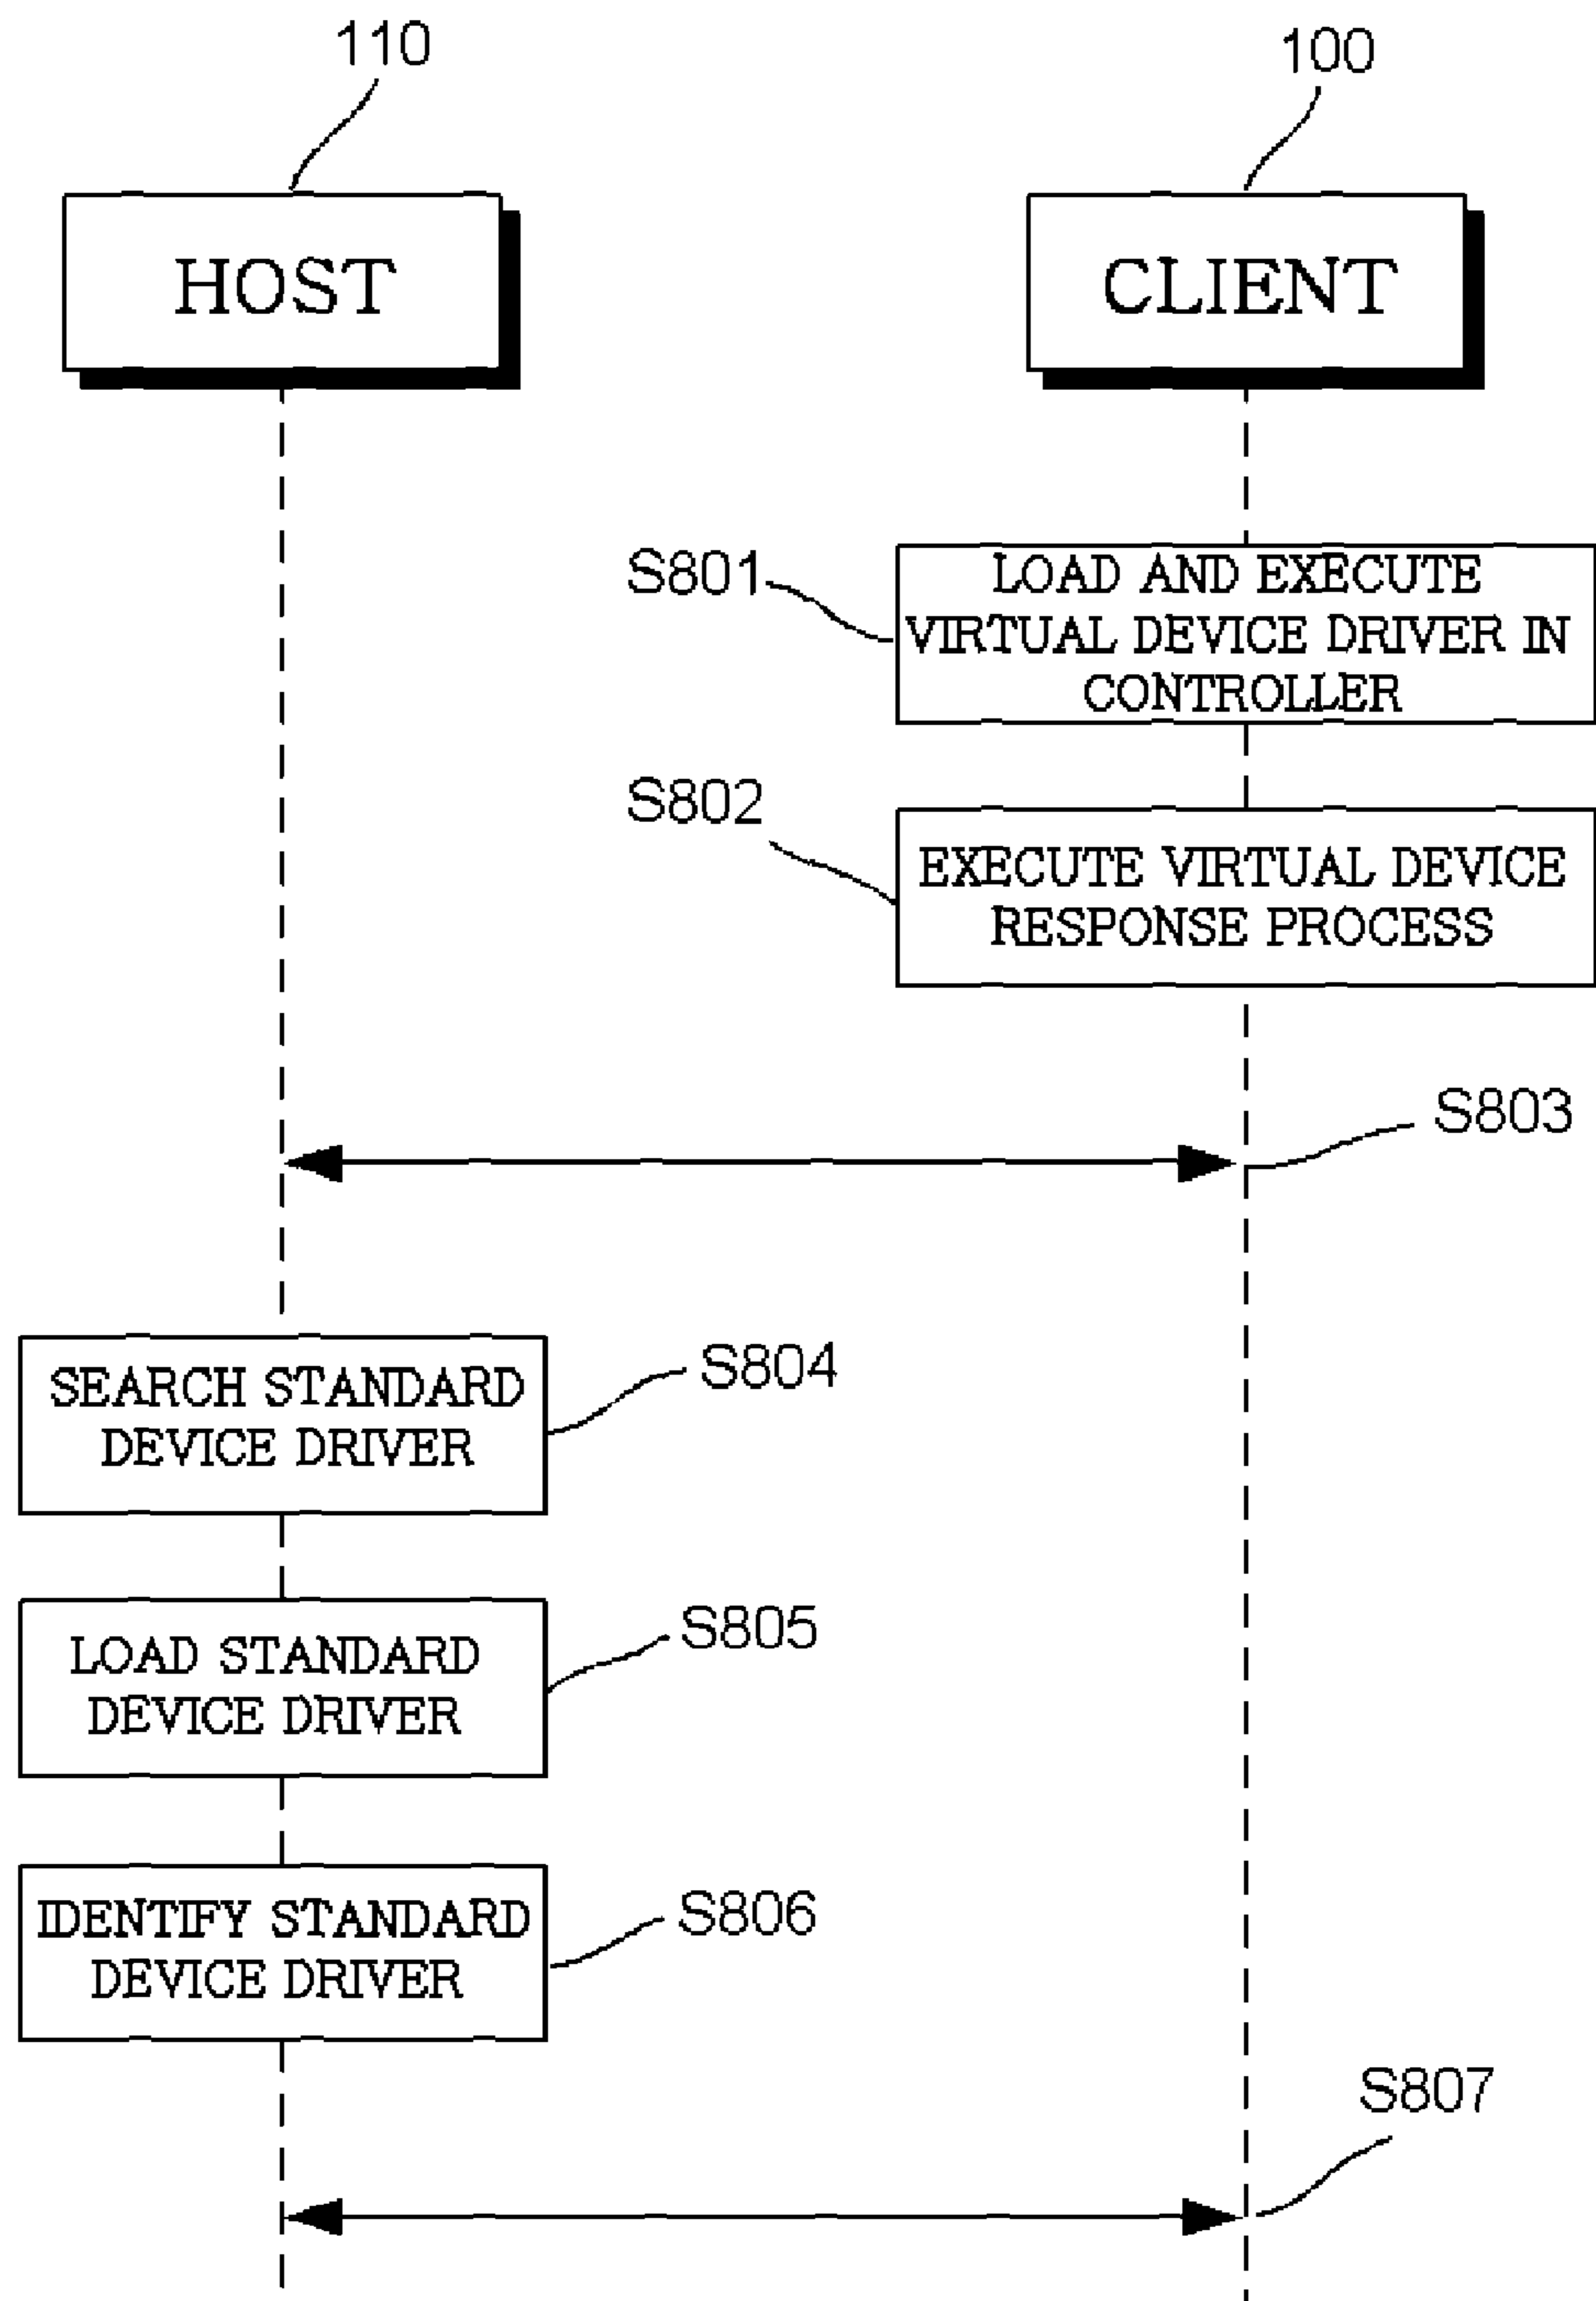 110
100
HOST
CLIENT
S801
LOAD AND EXECUTE
VIRTUAL DEVICE DRIVER IN
CONTROLLER
S802
EXECUTE VIRTUAL DEVICE
RESPONSE PROCESS
S803
SEARCH STANDARD
DEVICE DRIVER
S804
LOAD STANDARD
DEVICE DRIVER
S805
IDENTIFY STANDARD
DEVICE DRIVER
S806
S807